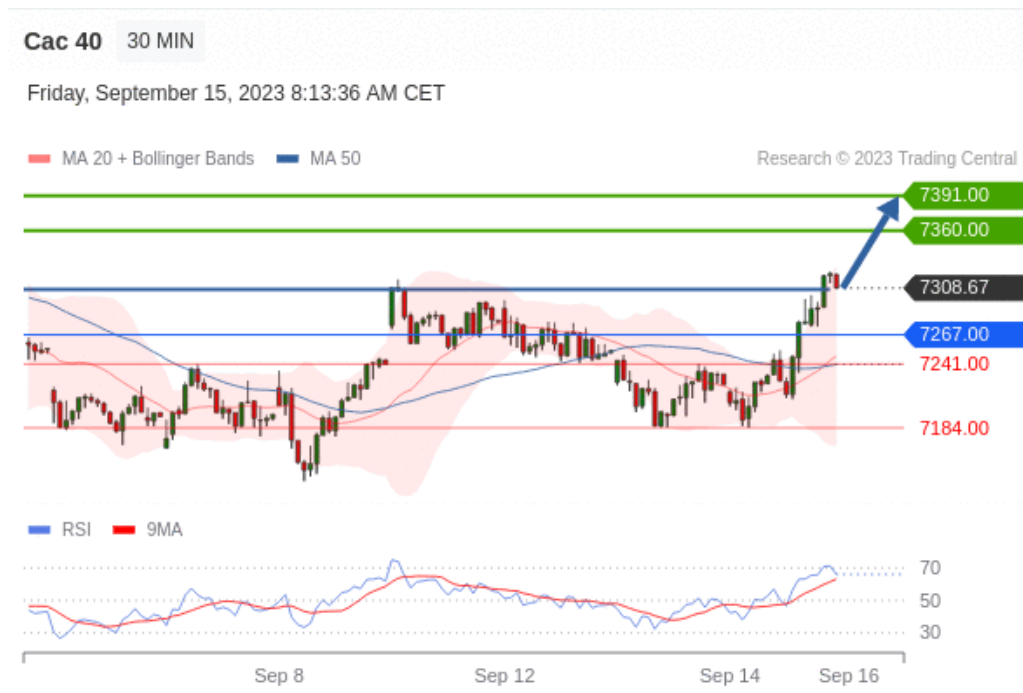 Cac 40 30 MIN
Friday, September 15, 2023 8:13:36 AM CET
MA 20 + Bollinger Bands MA 50 Research © 2023 Trading Central
7391.00
7360.00
7308.67
7267.00
7241.00
7184.00
RSI 9MA
70
50
30
Sep 8 Sep 12 Sep 14 Sep 16